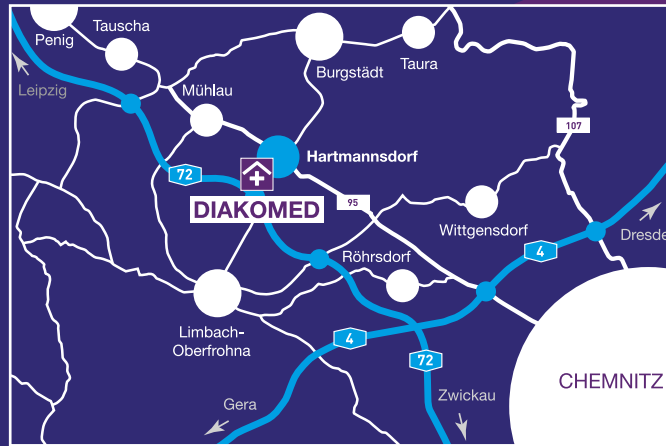 Tauscha
Penig
Burgstädt
Taura
Leipzig
Mühlau
107
Hartmannsdorf
72
DIAKOMED
95
Wittgensdorf
Dresde
4
Röhrsdorf
Limbach-
Oberfrohna
4
72
CHEMNITZ
Gera
Zwickau